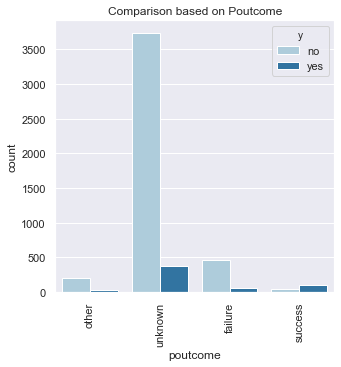 Comparison based on Poutcome
y
no
yes
3500
3000
2500
2000
1500
1000
500
0
count
other
unknown
failure
success
poutcome